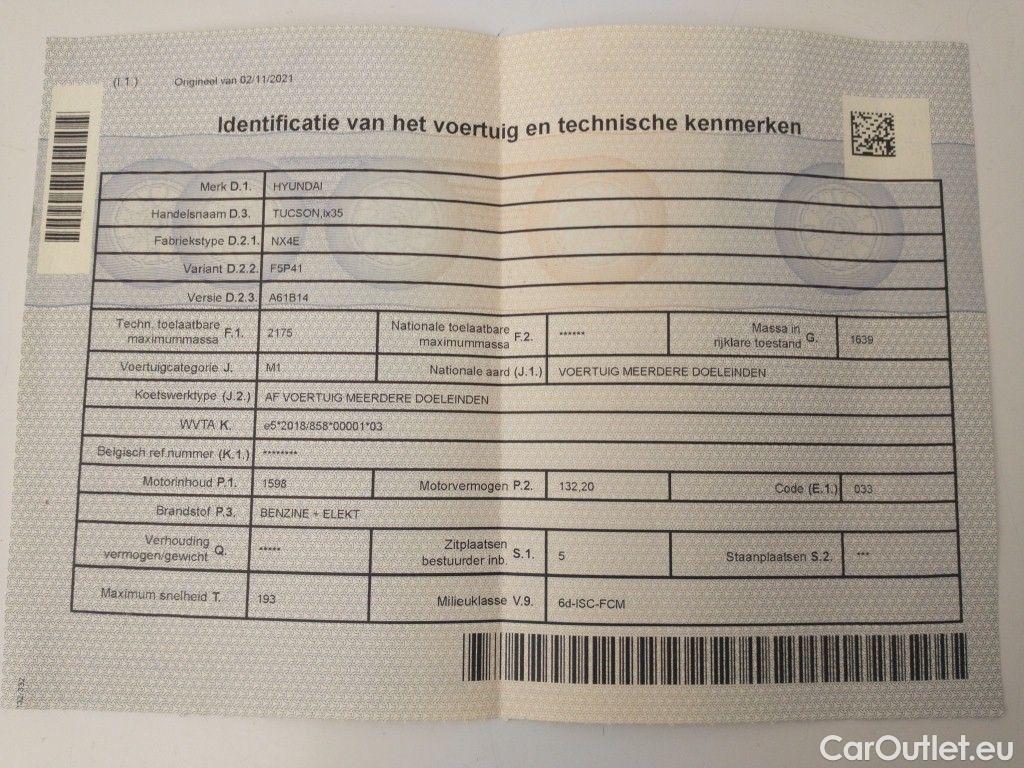 (I.1.) Origineel van 02/11/2021
Identificatie van het voertuig en technische kenmerken
Merk D.1. HYUNDAI
Handelsnaam D.3. TUCSON,ix35
Fabriekstype D.2.1. NX4E
Variant D.2.2. F5P41
Versie D.2.3. A61B14
Techn. toelaatbare maximummassa F.1. 2175 Nationale toelaatbare maximummassa F.2. ****** Massa in rijklare toestand G. 1639
Voertuigcategorie J. M1 Nationale aard (J.1.) VOERTUIG MEERDERE DOELEINDEN
Koetswerktype (J.2.) AF VOERTUIG MEERDERE DOELEINDEN
WVTA K. e5*2018/858*00001*03
Belgisch ref.nummer (K.1.) ********
Motorinhoud P.1. 1598 Motorvermogen P.2. 132,20 Code (E.1.) 033
Brandstof P.3. BENZINE + ELEKT
Verhouding vermogen/gewicht Q. ***** Zitplaatsen bestuurder inb. S.1. 5 Staanplaatsen S.2. ***
Maximum snelheid T. 193 Milieuklasse V.9. 6d-ISC-FCM
132-332
CarOutlet.eu